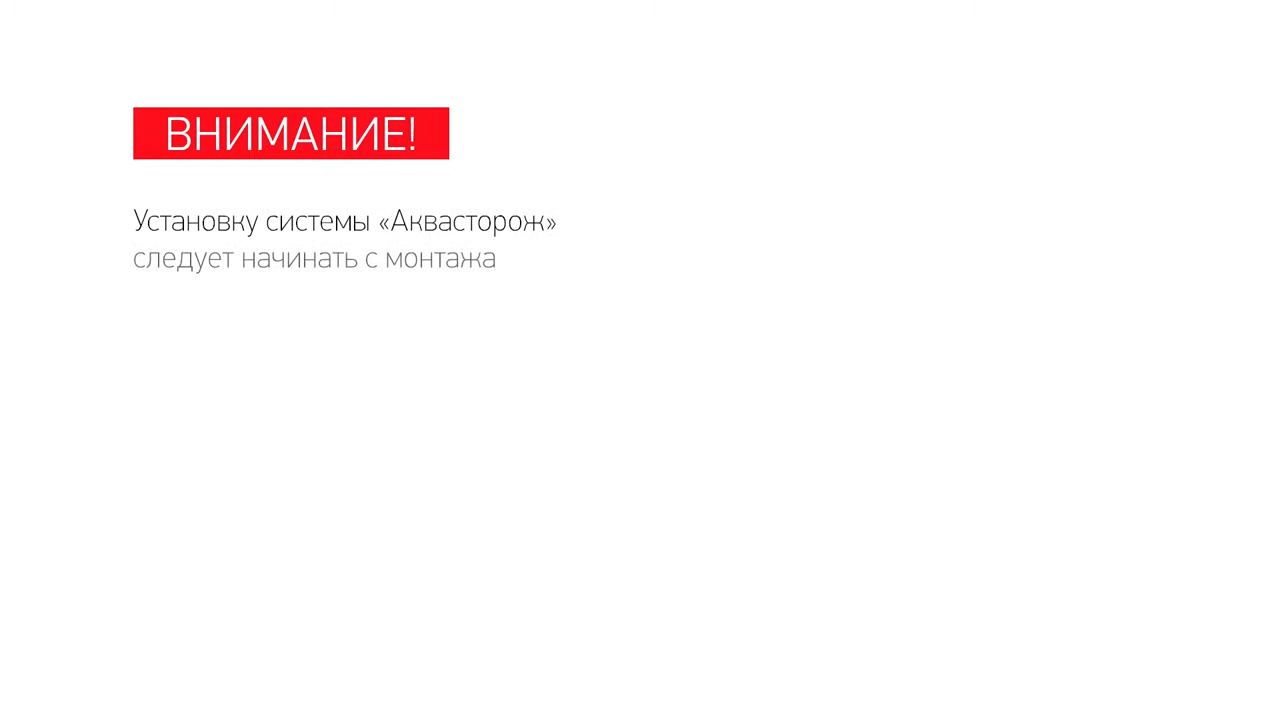 ВНИМАНИЕ!
Установку системы «Аквасторож»
следует начинать с монтажа